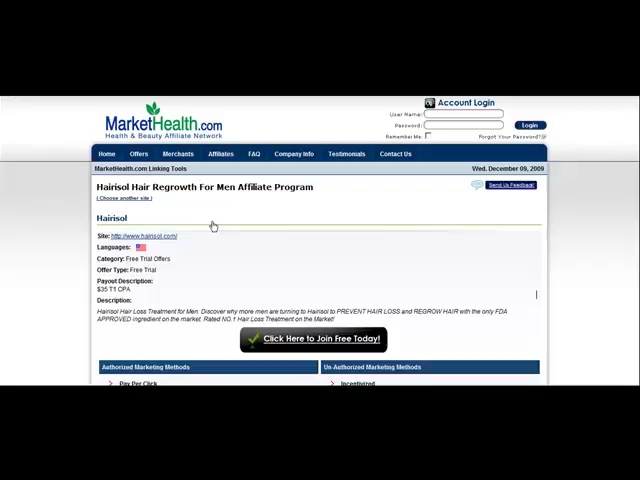 Account Login
MarketHealth.com
Health & Beauty Affiliate Network
User Name:
Password:
Login
Remember Me:
Forgot Your Password?
Home Offers Merchants Affiliates FAQ Company Info Testimonials Contact Us
MarketHealth.com Linking Tools
Wed, December 09, 2009
Hairisol Hair Regrowth For Men Affiliate Program
Send Us Feedback!
( Choose another site )
Hairisol
Site: http://www.hairisol.com/
Languages:
Category: Free Trial Offers
Offer Type: Free Trial
Payout Description:
$35 T1 CPA
Description:
Hairisol Hair Loss Treatment for Men. Discover why more men are turning to PREVENT HAIR LOSS and REGROW HAIR with the only FDA
APPROVED ingredient on the market. Rated NO.1 Hair Loss Treatment on the Market!
Click Here to Join Free Today!
Authorized Marketing Methods
Un-Authorized Marketing Methods
Pay Per Click
Incentivized